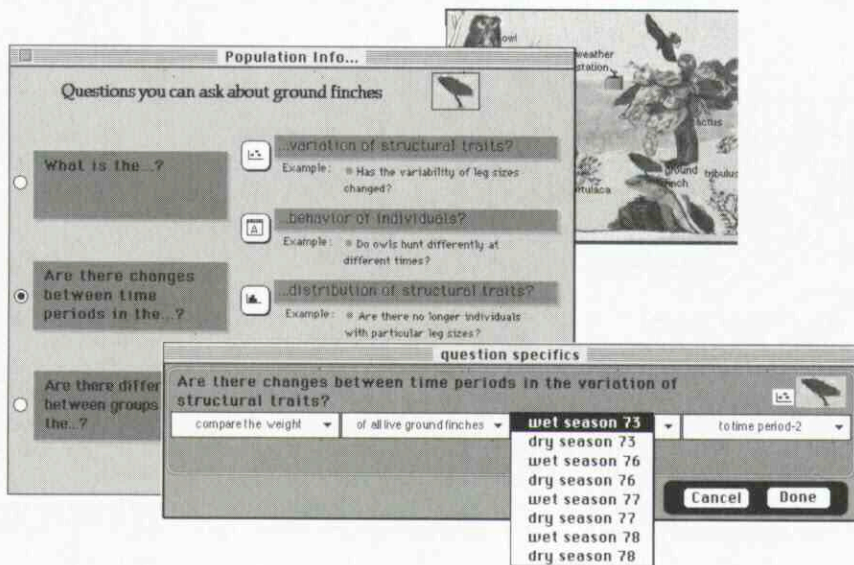 owl
weather
station
cactus
ground
tribulus
Population Info...
Questions you can ask about ground finches
What is the...?
...variation of structural traits?
Example: Has the variability of leg sizes
changed?
...behavior of individuals?
Example: Do owls hunt differently at
different times?
Are there changes
between time
periods in the...?
...distribution of structural traits?
Example: Are there no longer individuals
with particular leg sizes?
Are there differ
between groups
the...?
question specifics
Are there changes between time periods in the variation of
structural traits?
compare the weight
of all live ground finches
wet season 73
to time period-2
dry season 73
wet season 76
dry season 76
wet season 77
dry season 77
wet season 78
dry season 78
Cancel
Done